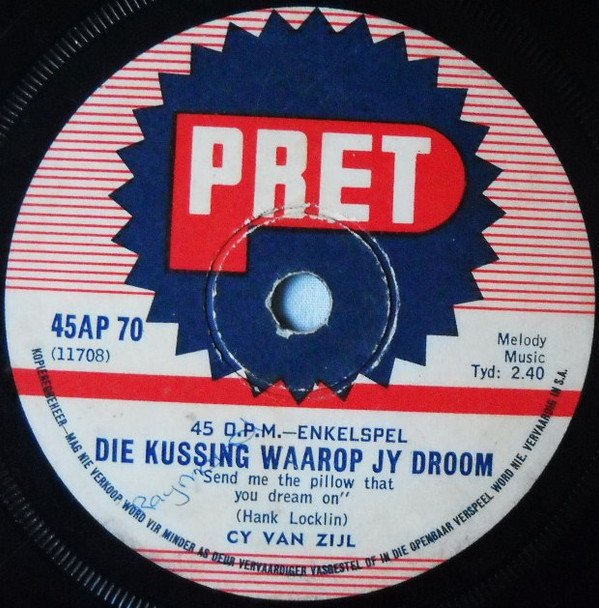 PRET
45AP 70
(11708)
Melody
Music
Tyd: 2.40
45 O.P.M.—ENKELSPEL
DIE KUSSING WAAROP JY DROOM
"Send me the pillow that
you dream on"
(Hank Locklin)
CY VAN ZIJL
KOPIEREG BEHEER—MAG NIE VERKOOP WORD VIR MINDER AS DEUR VERVAARDIGER VASGESTEL OF IN DIE OPENBAAR VERSPEEL WORD NIE. VERVAARDIG IN S.A.